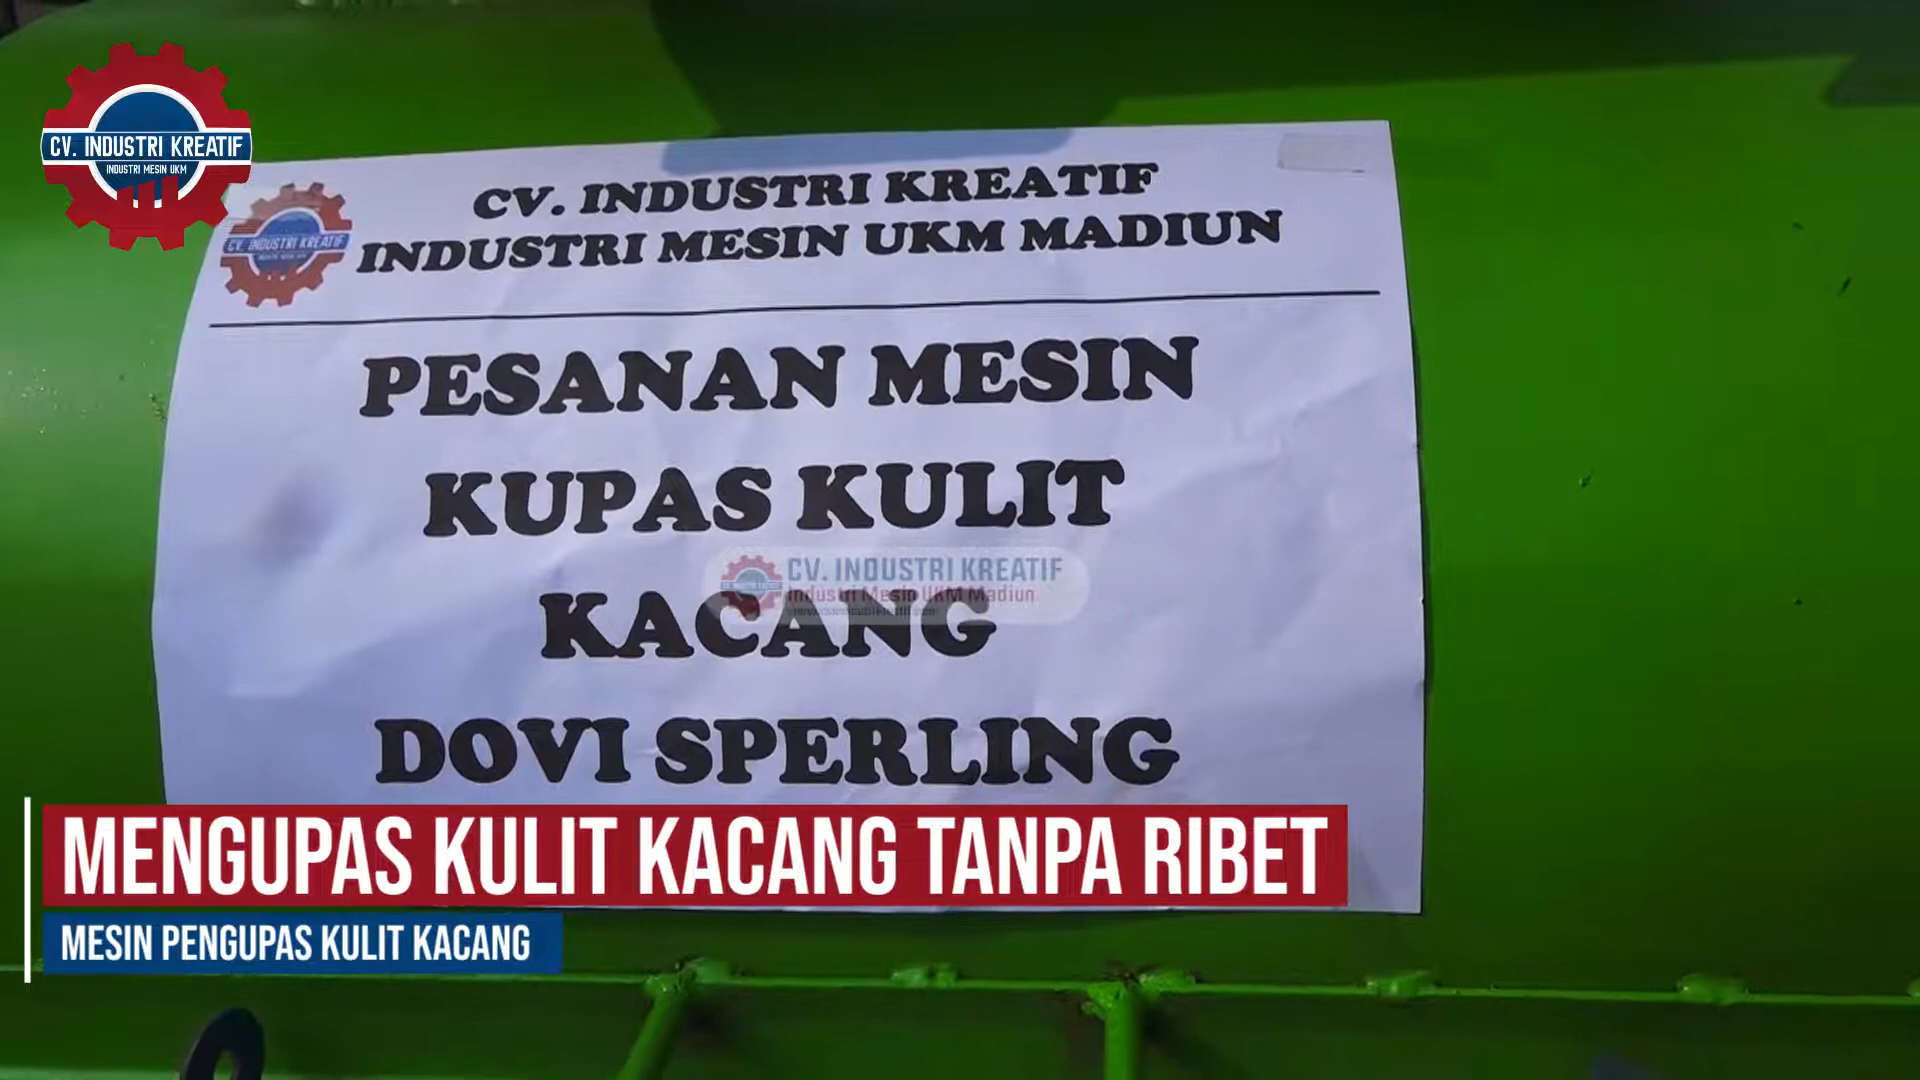 CV. INDUSTRI KREATIF
INDUSTRI MESIN UKM
CV. INDUSTRI KREATIF
CV. INDUSTRI KREATIF
INDUSTRI MESIN UKM MADIUN
PESANAN MESIN
KUPAS KULIT
CV. INDUSTRI KREATIF
Industri Mesin UKM Madiun
KACANG
DOVI SPERLING
MENGUPAS KULIT KACANG TANPA RIBET
MESIN PENGUPAS KULIT KACANG